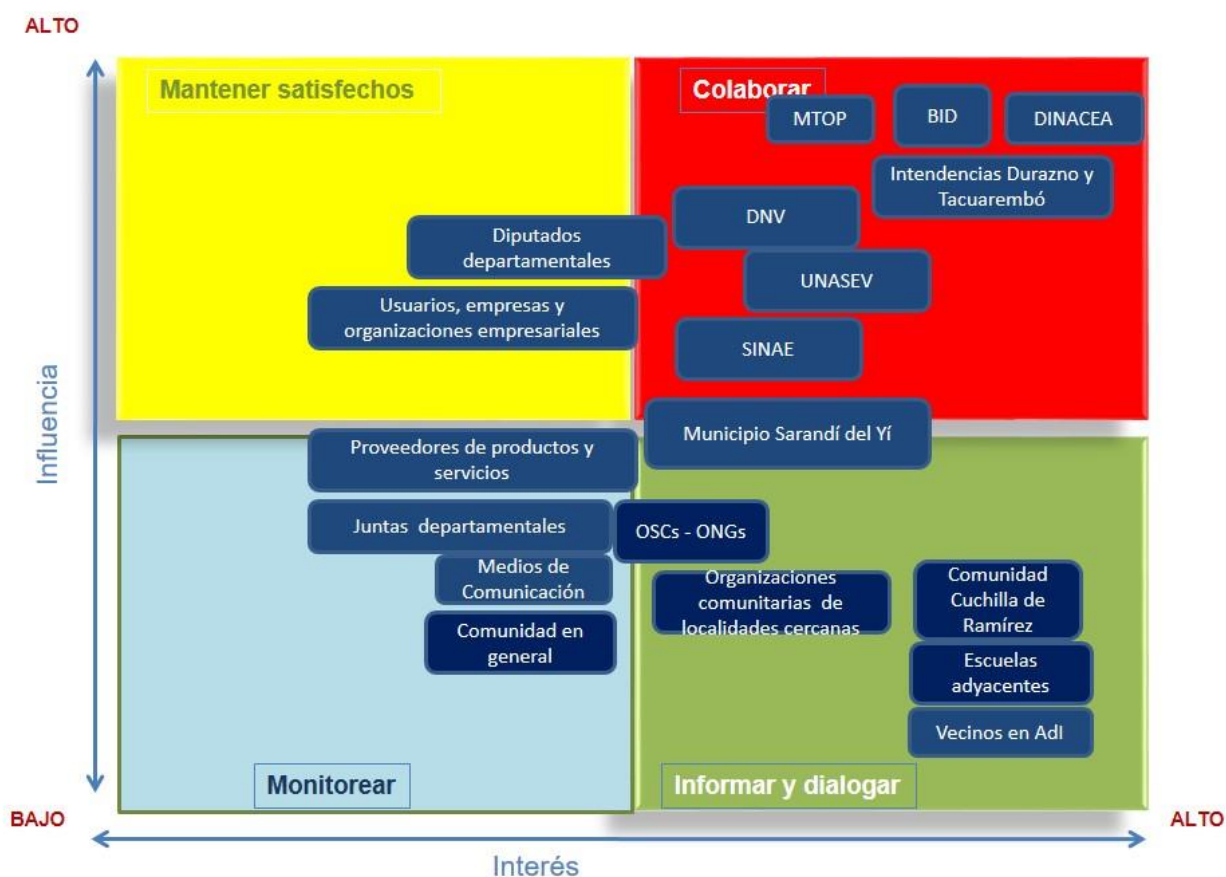 ALTO
Mantener satisfechos
Colaborar
MTOP
BID
DINACEA
Intendencias Durazno y
Tacuarembó
DNV
Diputados
departamentales
UNASEV
Usuarios, empresas y
organizaciones empresariales
SINAE
Influencia
Municipio Sarandí del Yí
Proveedores de productos y
servicios
Juntas departamentales
OSCs - ONGs
Medios de
Comunicación
Organizaciones
comunitarias de
localidades cercanas
Comunidad
Cuchilla de
Ramírez
Comunidad en
general
Escuelas
adyacentes
Vecinos en AdI
Monitorear
Informar y dialogar
BAJO
ALTO
Interés